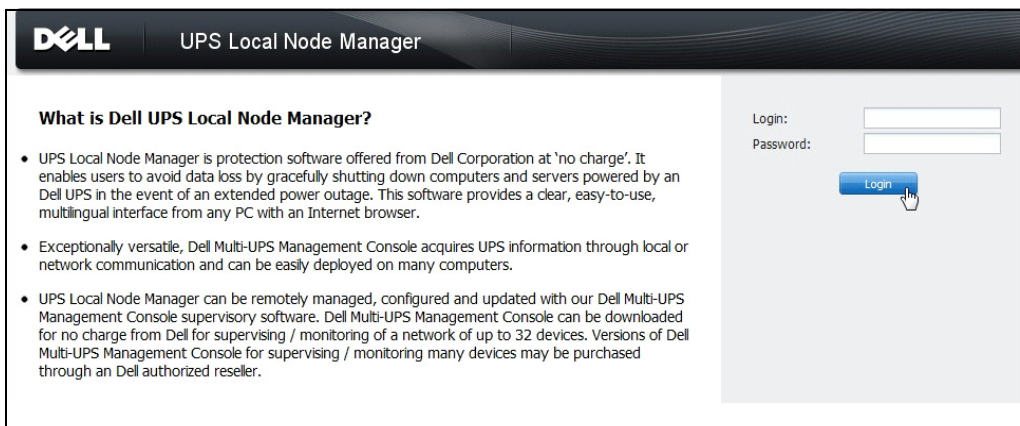 DELL
UPS Local Node Manager
What is Dell UPS Local Node Manager?
• UPS Local Node Manager is protection software offered from Dell Corporation at ‘no charge’. It
enables users to avoid data loss by gracefully shutting down computers and servers powered by an
Dell UPS in the event of an extended power outage. This software provides a clear, easy-to-use,
multilingual interface from any PC with an Internet browser.
• Exceptionally versatile, Dell Multi-UPS Management Console acquires UPS information through local or
network communication and can be easily deployed on many computers.
• UPS Local Node Manager can be remotely managed, configured and updated with our Dell Multi-UPS
Management Console supervisory software. Dell Multi-UPS Management Console can be downloaded
for no charge from Dell for supervising / monitoring of a network of up to 32 devices. Versions of Dell
Multi-UPS Management Console for supervising / monitoring many devices may be purchased
through an Dell authorized reseller.
Login:
Password:
Login